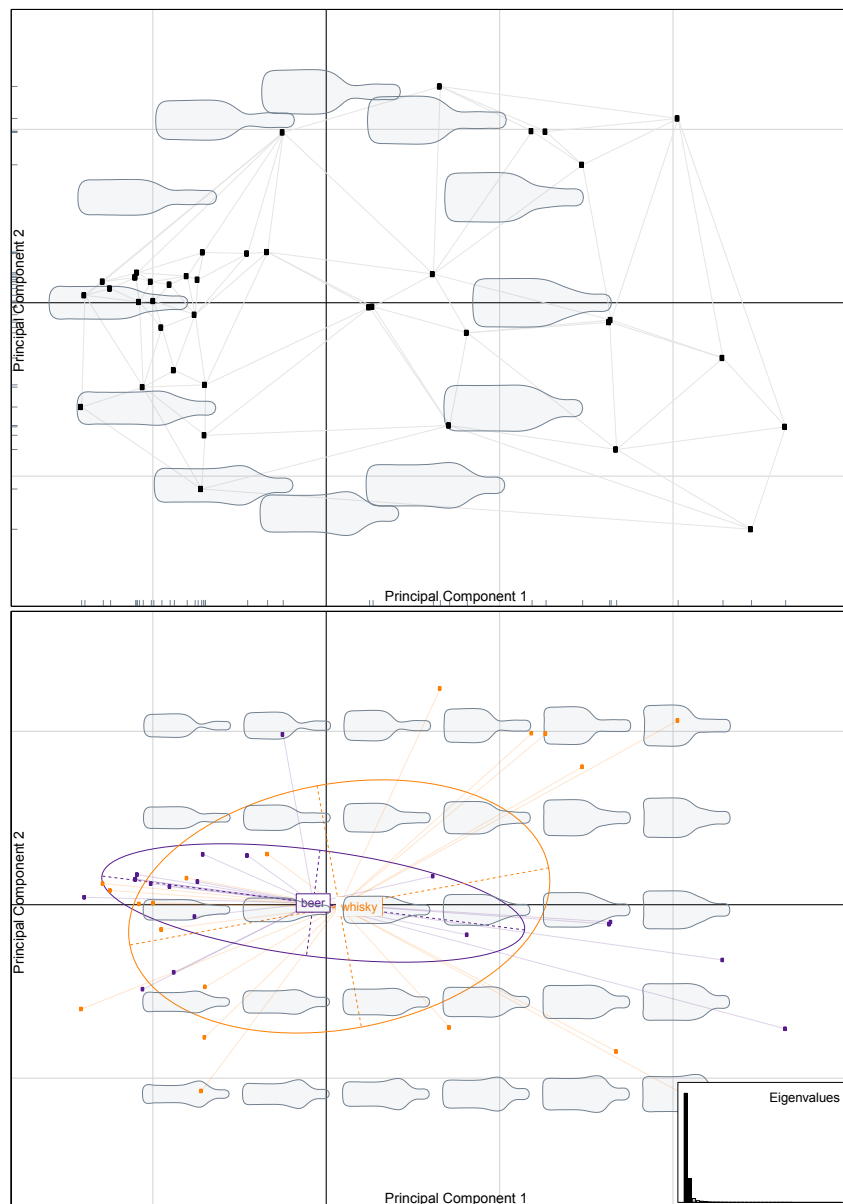 Principal Component 2
Principal Component 1
Principal Component 2
beer
whisky
Eigenvalues
Principal Component 1